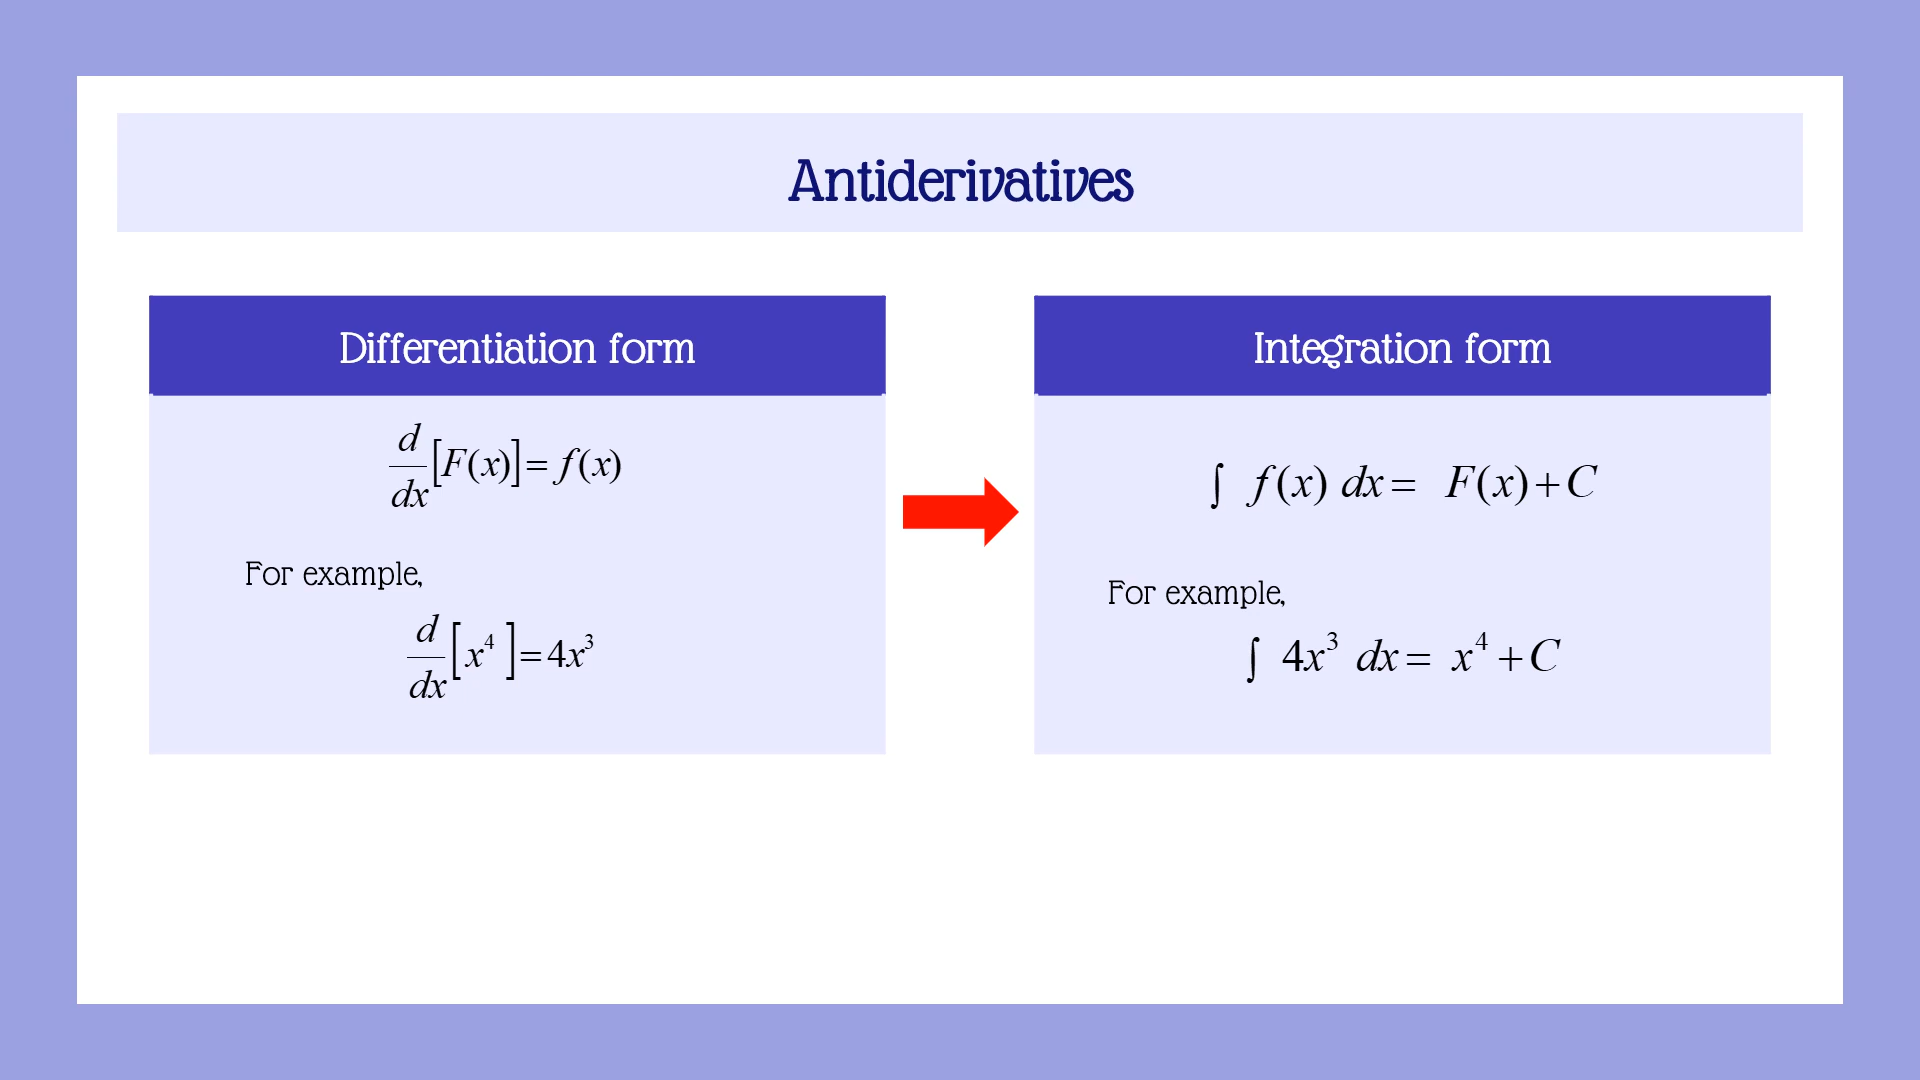 Antiderivatives
Differentiation form
d/dx [F(x)] = f(x)
For example,
d/dx [x⁴] = 4x³
Integration form
∫ f(x) dx = F(x) + C
For example,
∫ 4x³ dx = x⁴ + C